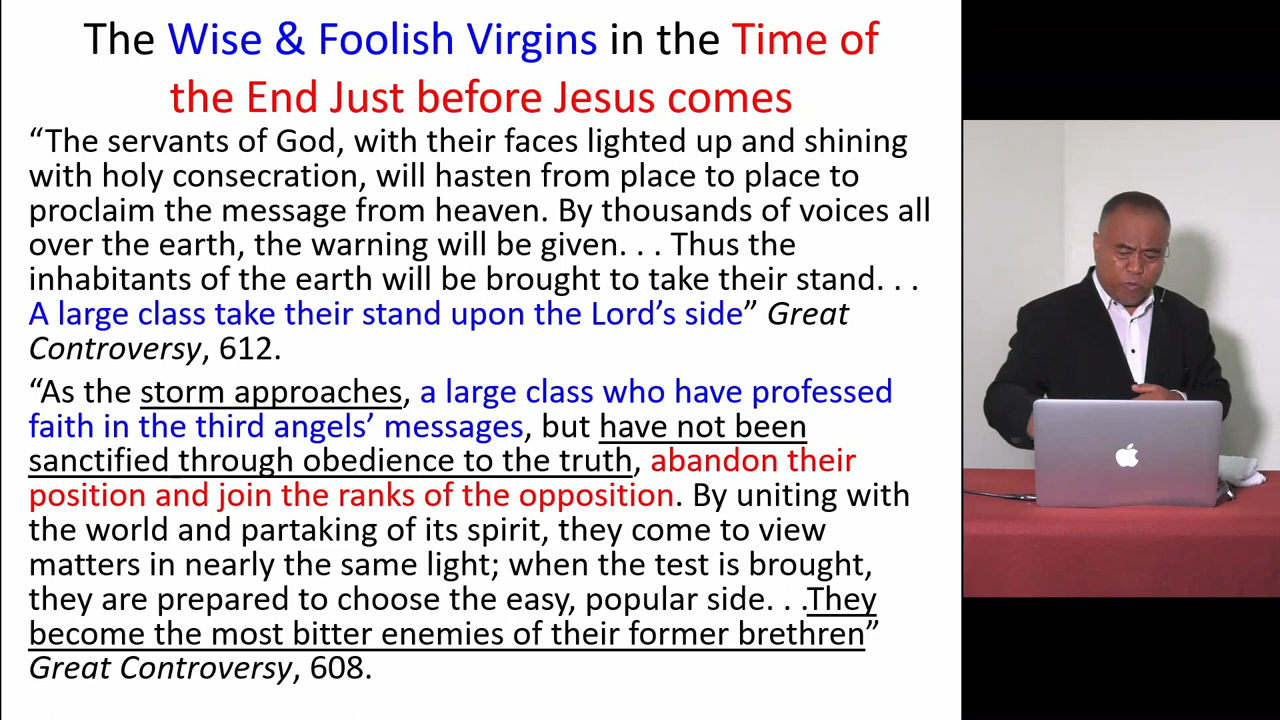 The Wise & Foolish Virgins in the Time of
the End Just before Jesus comes
“The servants of God, with their faces lighted up and shining
with holy consecration, will hasten from place to place to
proclaim the message from heaven. By thousands of voices all
over the earth, the warning will be given. . . Thus the
inhabitants of the earth will be brought to take their stand. . .
A large class take their stand upon the Lord’s side” Great
Controversy, 612.
“As the storm approaches, a large class who have professed
faith in the third angels’ messages, but have not been
sanctified through obedience to the truth, abandon their
position and join the ranks of the opposition. By uniting with
the world and partaking of its spirit, they come to view
matters in nearly the same light; when the test is brought,
they are prepared to choose the easy, popular side. . .They
become the most bitter enemies of their former brethren”
Great Controversy, 608.